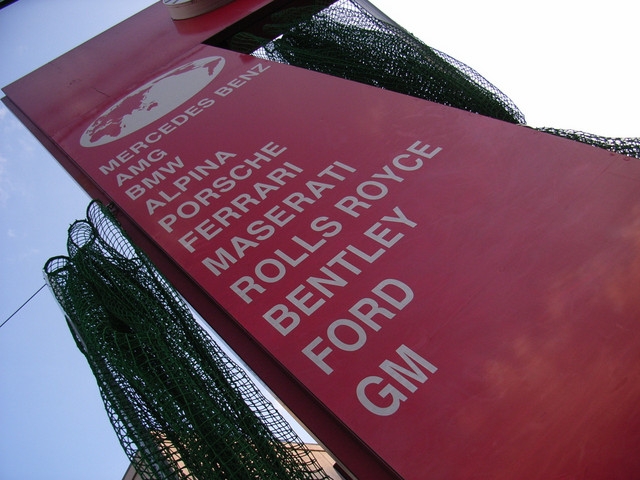 MERCEDES BENZ
AMG
BMW
ALPINA
PORSCHE
FERRARI
MASERATI
ROLLS ROYCE
BENTLEY
FORD
GM